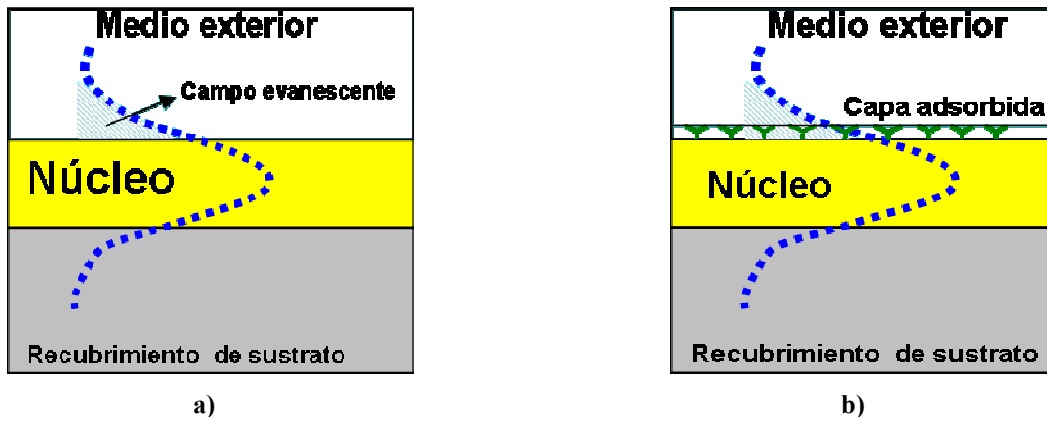 Medio exterior
Campo evanescente
Núcleo
Recubrimiento de sustrato
a)
Medio exterior
Capa adsorbida
Núcleo
Recubrimiento de sustrato
b)